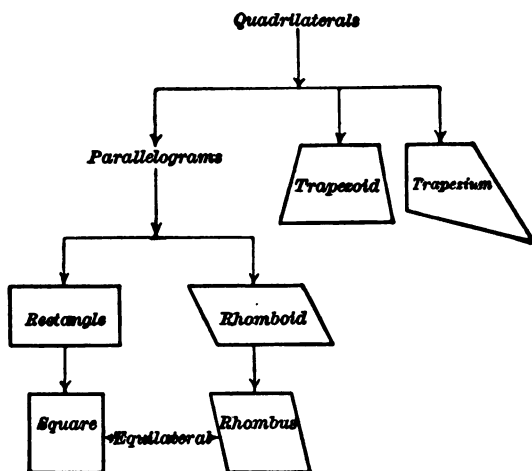 Quadrilaterals
Parallelograms
Trapezoid
Trapezium
Rectangle
Rhomboid
Square
Equilateral
Rhombus